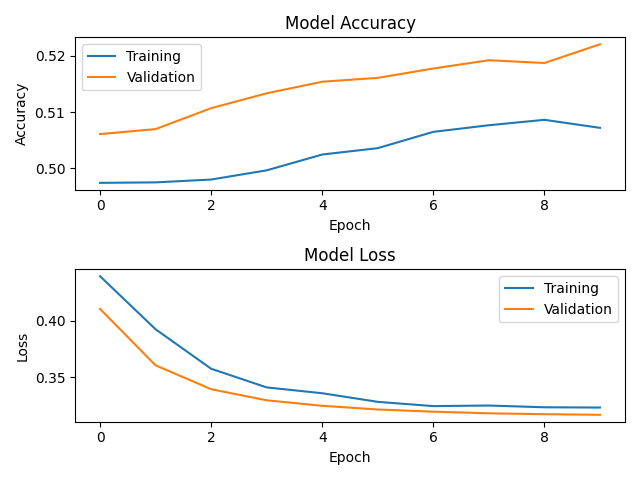 Model Accuracy
0.52
0.51
0.50
Accuracy
Training
Validation
0 2 4 6 8
Epoch
Model Loss
0.40
0.35
Loss
Training
Validation
0 2 4 6 8
Epoch